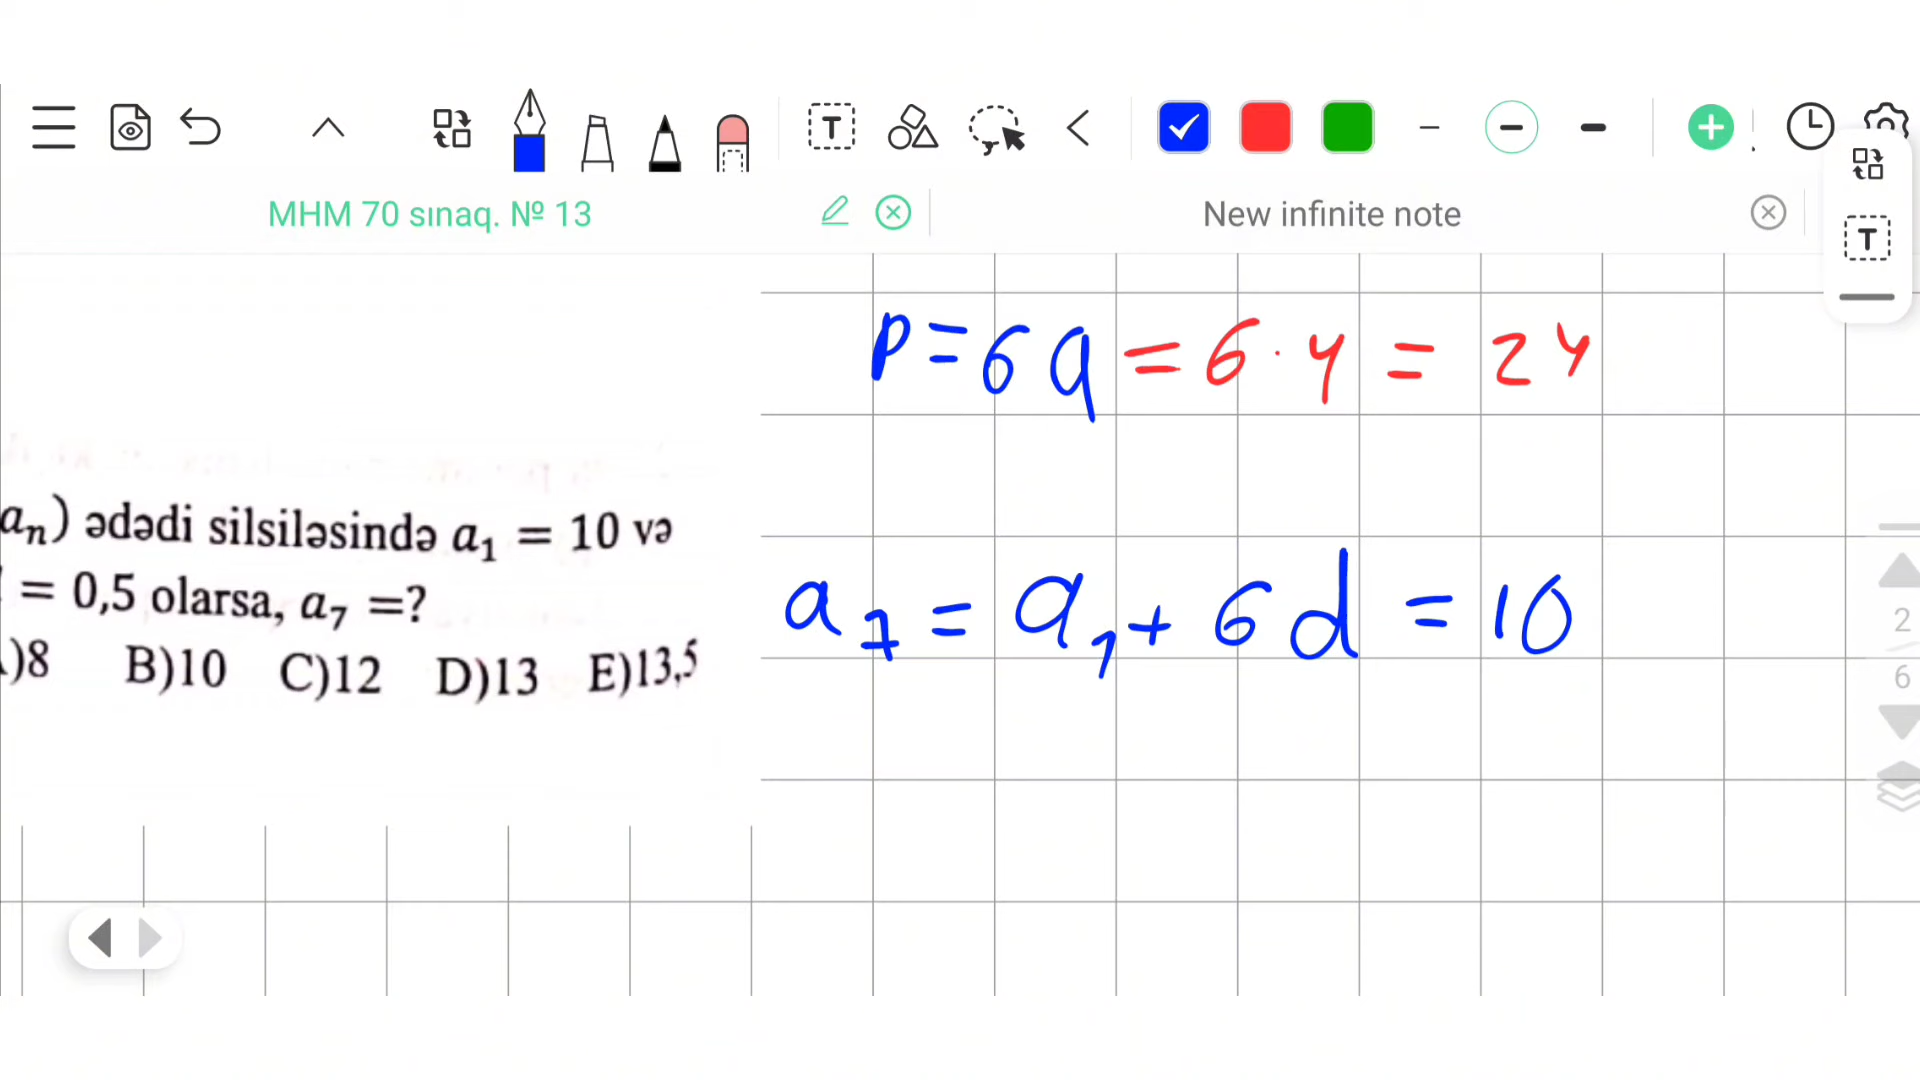 MHM 70 sınaq. № 13
New infinite note
T
T
P = 6a = 6 · 4 = 24
aₙ) ədədi silsiləsində a₁ = 10 və
= 0,5 olarsa, a₇ =?
)8 B)10 C)12 D)13 E)13,5
a₇ = a₁ + 6d = 10
2
6